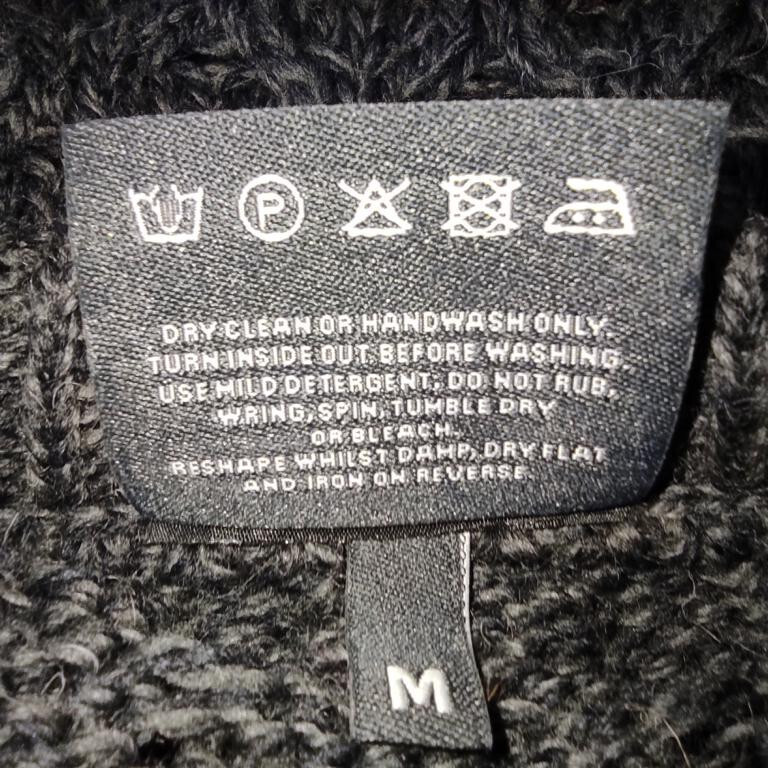 P
DRY CLEAN OR HANDWASH ONLY.
TURN INSIDE OUT BEFORE WASHING.
USE MILD DETERGENT, DO NOT RUB,
WRING, SPIN, TUMBLE DRY
OR BLEACH.
RESHAPE WHILST DAMP, DRY FLAT
AND IRON ON REVERSE.
M